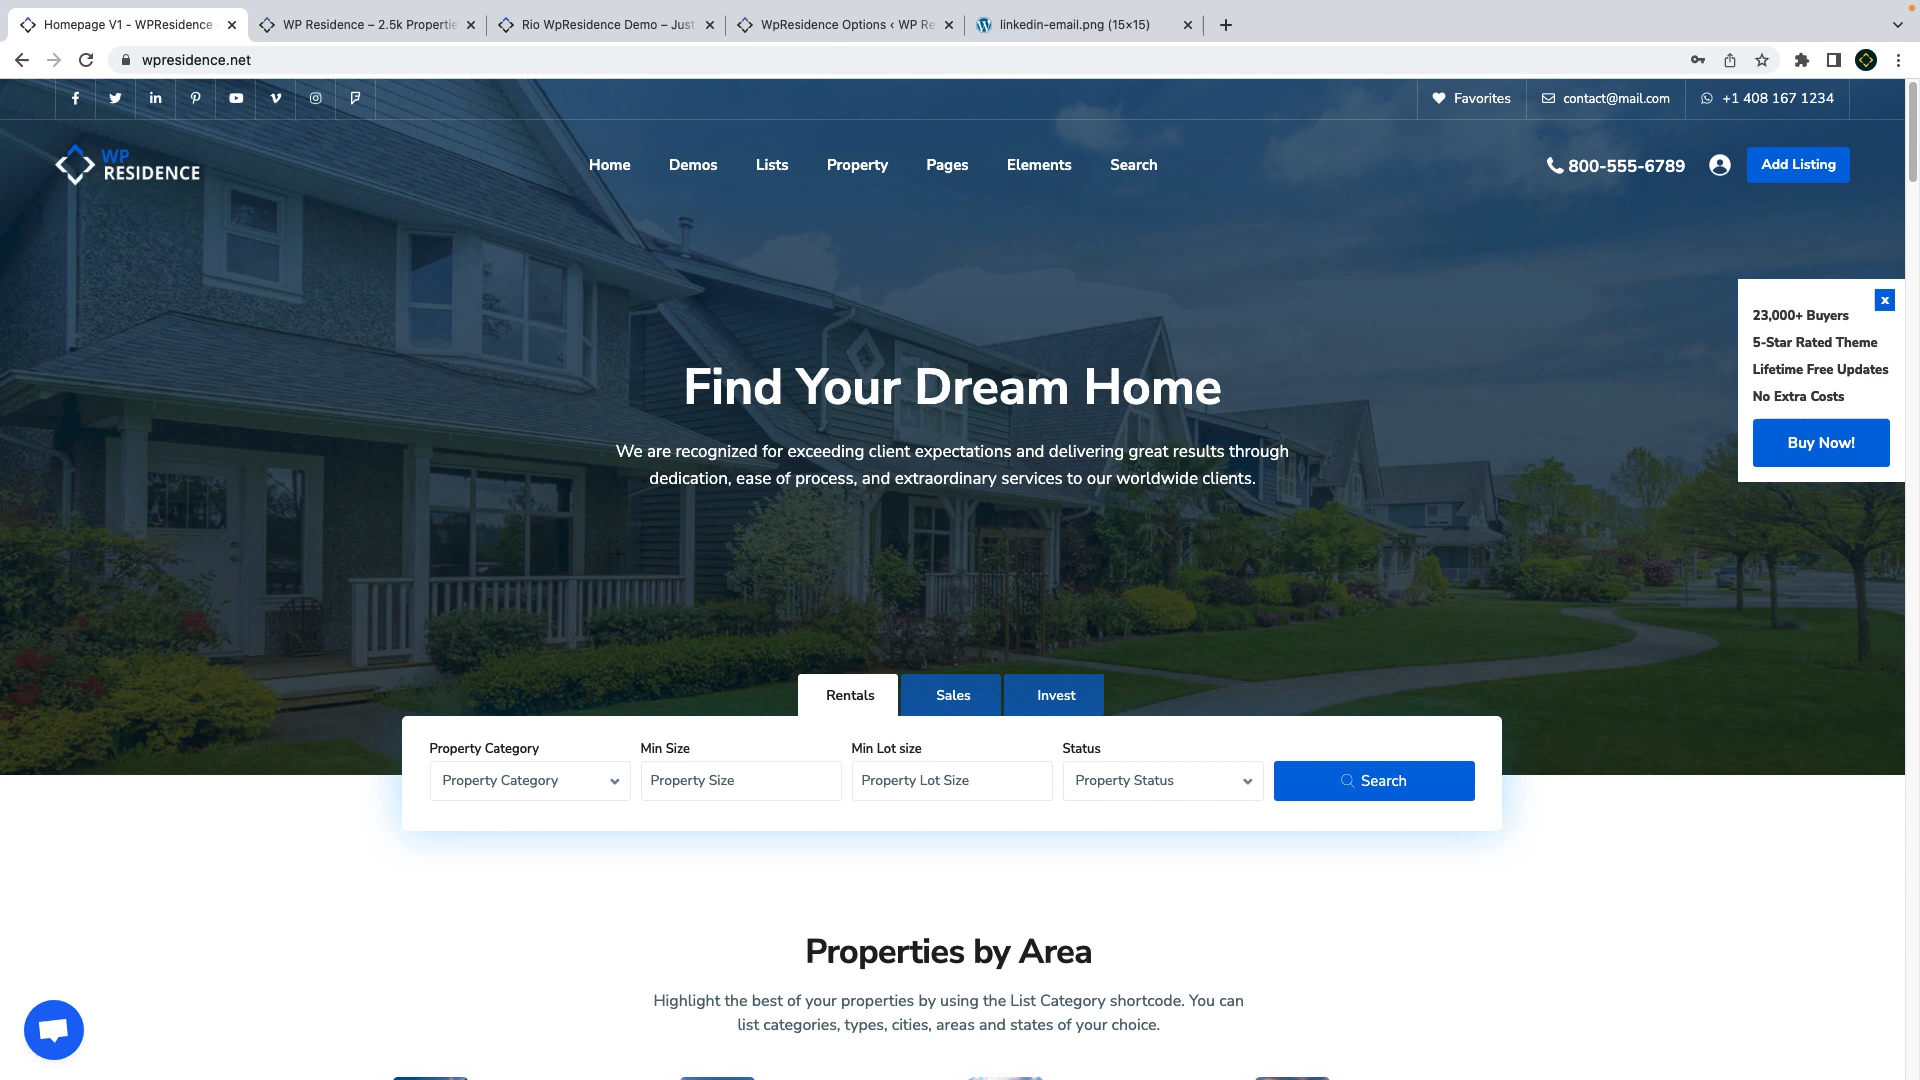 Homepage V1 - WPResidence
WP Residence – 2.5k Propertie
Rio WpResidence Demo – Just
WpResidence Options ‹ WP Re
linkedin-email.png (15×15)
wpresidence.net
Favorites
contact@mail.com
+1 408 167 1234
WP
RESIDENCE
Home
Demos
Lists
Property
Pages
Elements
Search
800-555-6789
Add Listing
x
23,000+ Buyers
5-Star Rated Theme
Lifetime Free Updates
No Extra Costs
Buy Now!
Find Your Dream Home
We are recognized for exceeding client expectations and delivering great results through
dedication, ease of process, and extraordinary services to our worldwide clients.
Rentals
Sales
Invest
Property Category
Min Size
Min Lot size
Status
Property Category
Property Size
Property Lot Size
Property Status
Search
Properties by Area
Highlight the best of your properties by using the List Category shortcode. You can
list categories, types, cities, areas and states of your choice.